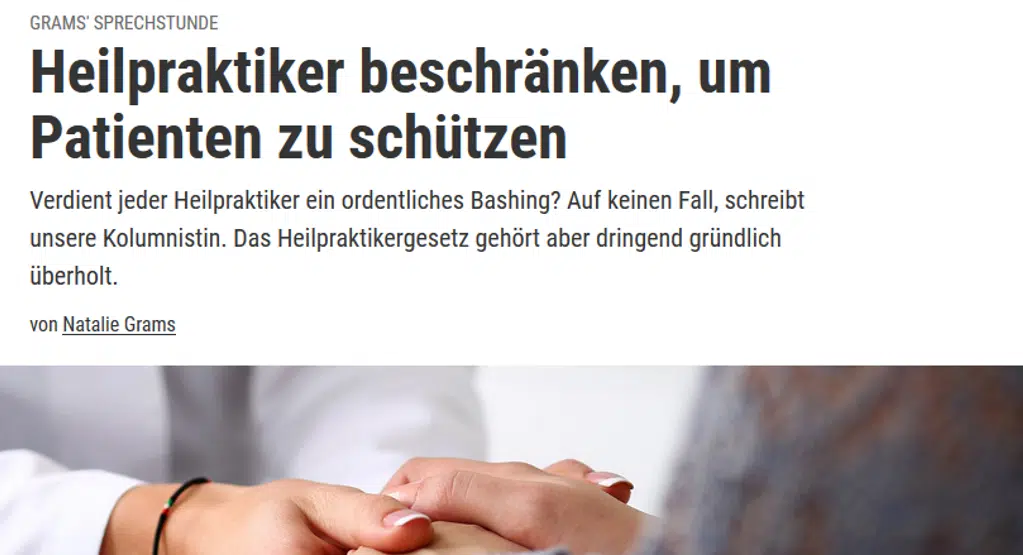 GRAMS' SPRECHSTUNDE
Heilpraktiker beschränken, um
Patienten zu schützen
Verdient jeder Heilpraktiker ein ordentliches Bashing? Auf keinen Fall, schreibt
unsere Kolumnistin. Das Heilpraktikergesetz gehört aber dringend gründlich
überholt.
von Natalie Grams